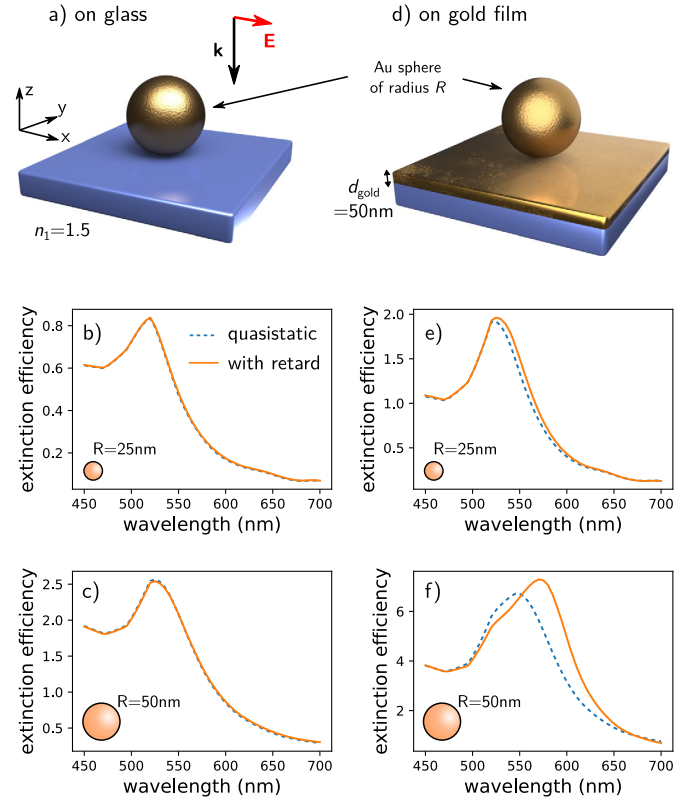 a) on glass
d) on gold film
k
E
Au sphere
of radius R
z
y
x
d_gold
=50nm
n₁=1.5
b)
quasistatic
with retard
R=25nm
extinction efficiency
0.8
0.6
0.4
0.2
450 500 550 600 650 700
wavelength (nm)
e)
R=25nm
extinction efficiency
2.0
1.5
1.0
0.5
450 500 550 600 650 700
wavelength (nm)
c)
R=50nm
extinction efficiency
2.5
2.0
1.5
1.0
0.5
450 500 550 600 650 700
wavelength (nm)
f)
R=50nm
extinction efficiency
6
4
2
450 500 550 600 650 700
wavelength (nm)